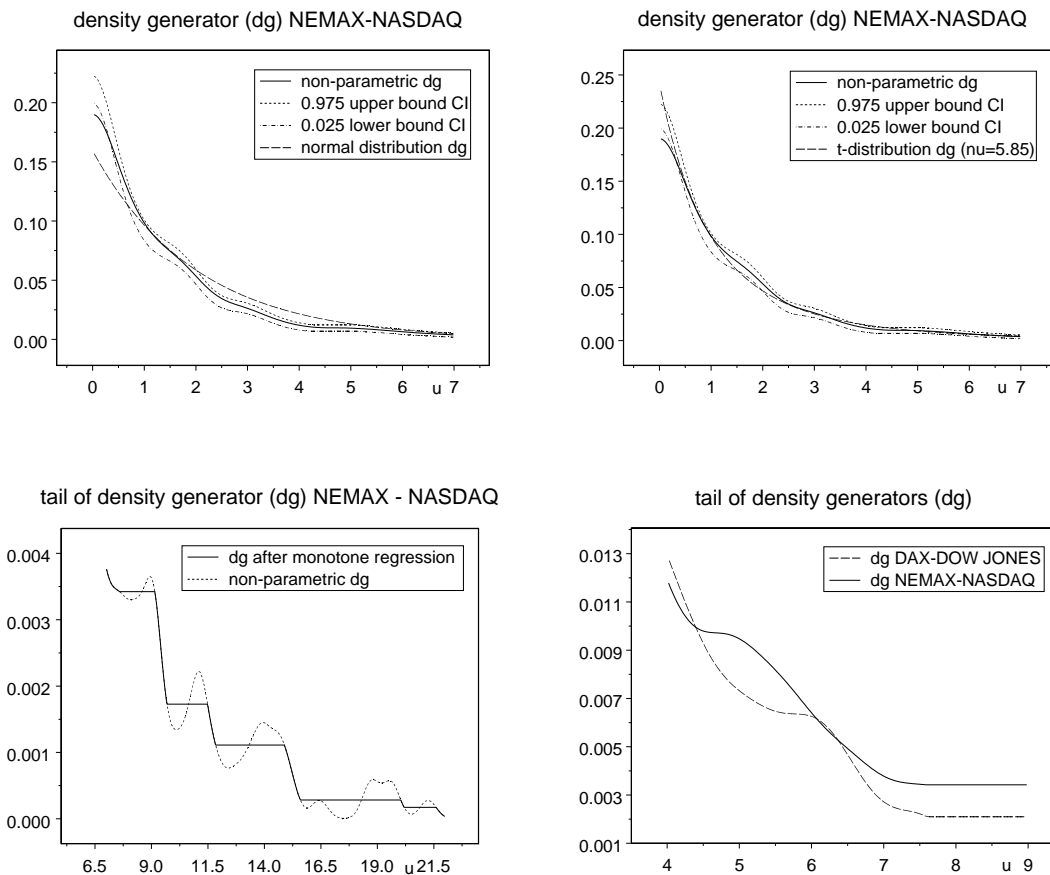 density generator (dg) NEMAX-NASDAQ
non-parametric dg
0.975 upper bound CI
0.025 lower bound CI
normal distribution dg
0.20
0.15
0.10
0.05
0.00
0 1 2 3 4 5 6 u 7
density generator (dg) NEMAX-NASDAQ
non-parametric dg
0.975 upper bound CI
0.025 lower bound CI
t-distribution dg (nu=5.85)
0.25
0.20
0.15
0.10
0.05
0.00
0 1 2 3 4 5 6 u 7
tail of density generator (dg) NEMAX - NASDAQ
dg after monotone regression
non-parametric dg
0.004
0.003
0.002
0.001
0.000
6.5 9.0 11.5 14.0 16.5 19.0 u 21.5
tail of density generators (dg)
dg DAX-DOW JONES
dg NEMAX-NASDAQ
0.013
0.011
0.009
0.007
0.005
0.003
0.001
4 5 6 7 8 u 9